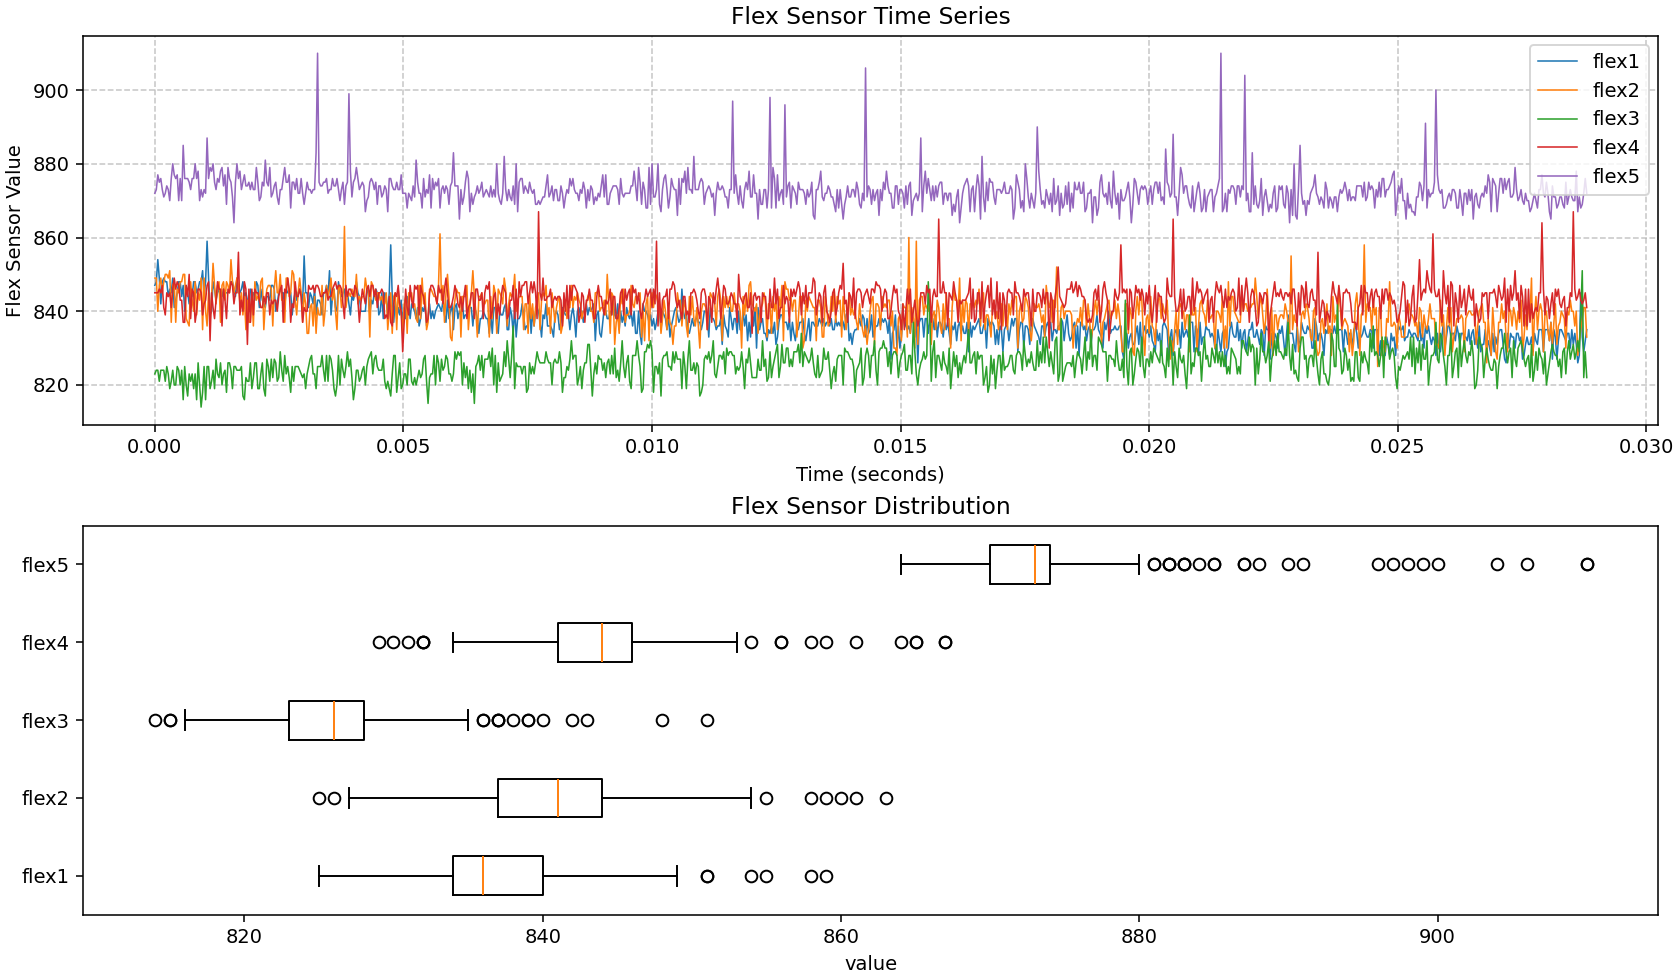 Flex Sensor Time Series
Flex Sensor Value
900
880
860
840
820
flex1
flex2
flex3
flex4
flex5
0.000 0.005 0.010 0.015 0.020 0.025 0.030
Time (seconds)
Flex Sensor Distribution
flex5
flex4
flex3
flex2
flex1
820 840 860 880 900
value